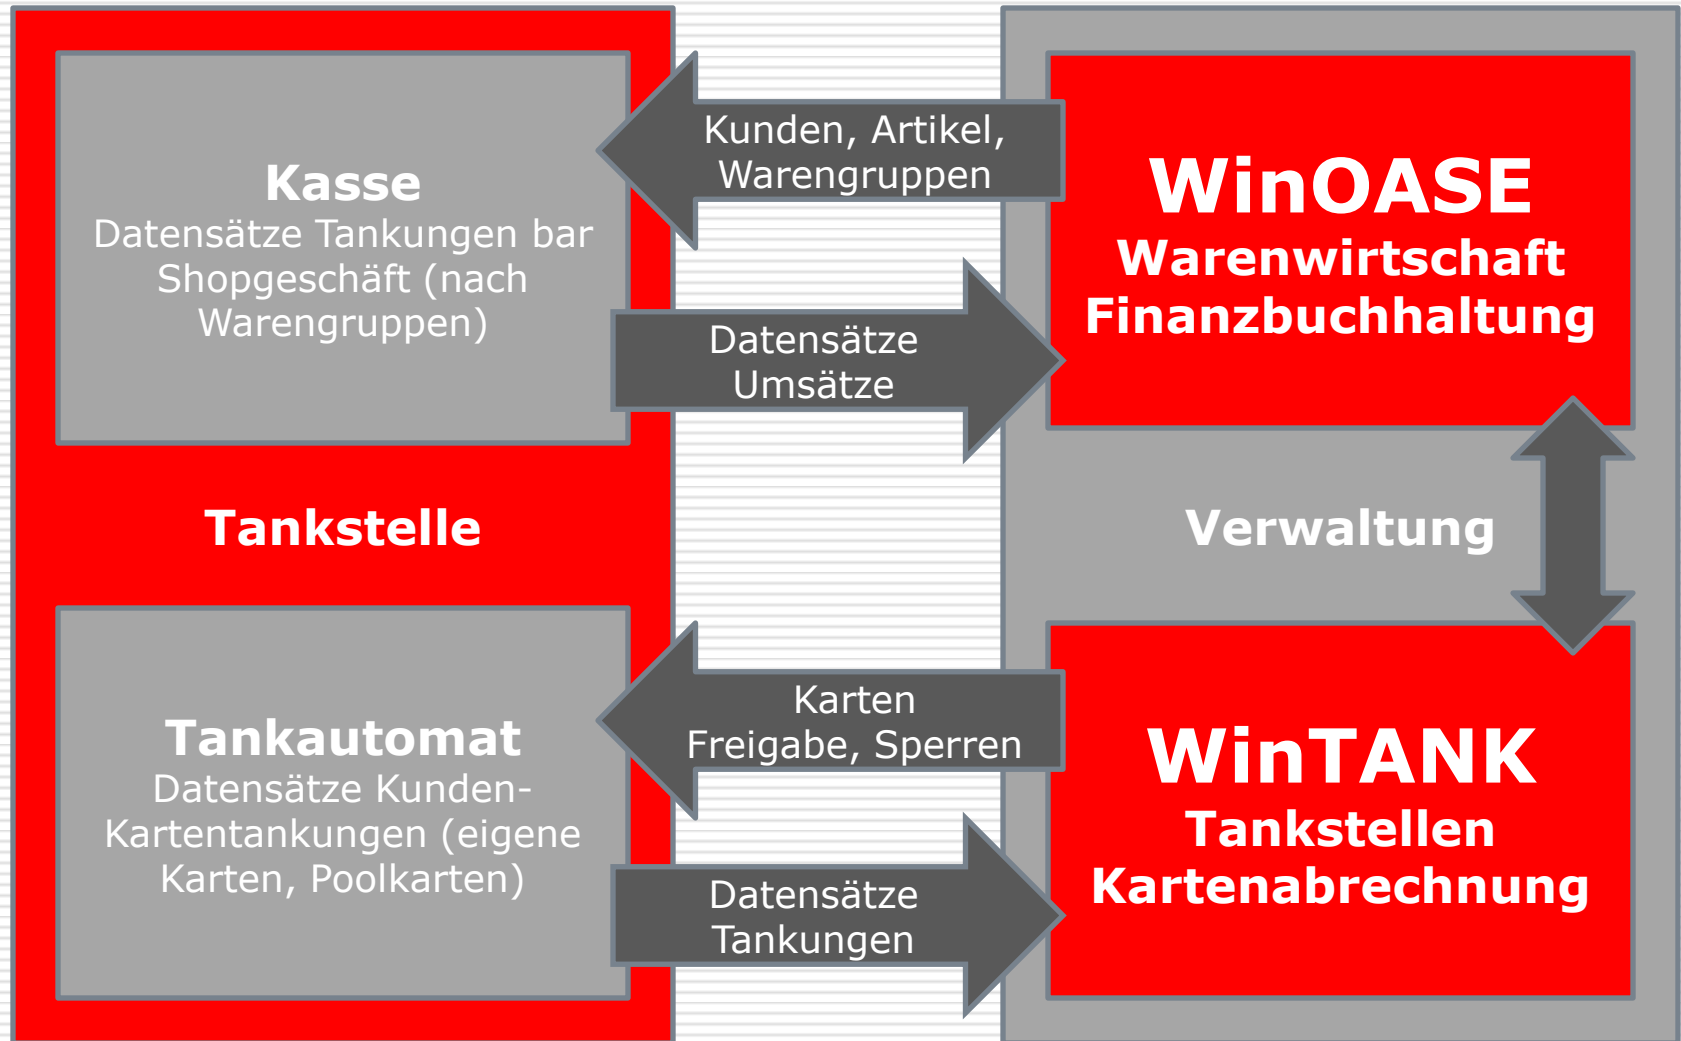 Kasse
Datensätze Tankungen bar
Shopgeschäft (nach
Warengruppen)
Kunden, Artikel,
Warengruppen
Datensätze
Umsätze
WinOASE
Warenwirtschaft
Finanzbuchhaltung
Tankstelle
Verwaltung
Tankautomat
Datensätze Kunden-
Kartentankungen (eigene
Karten, Poolkarten)
Karten
Freigabe, Sperren
Datensätze
Tankungen
WinTANK
Tankstellen
Kartenabrechnung